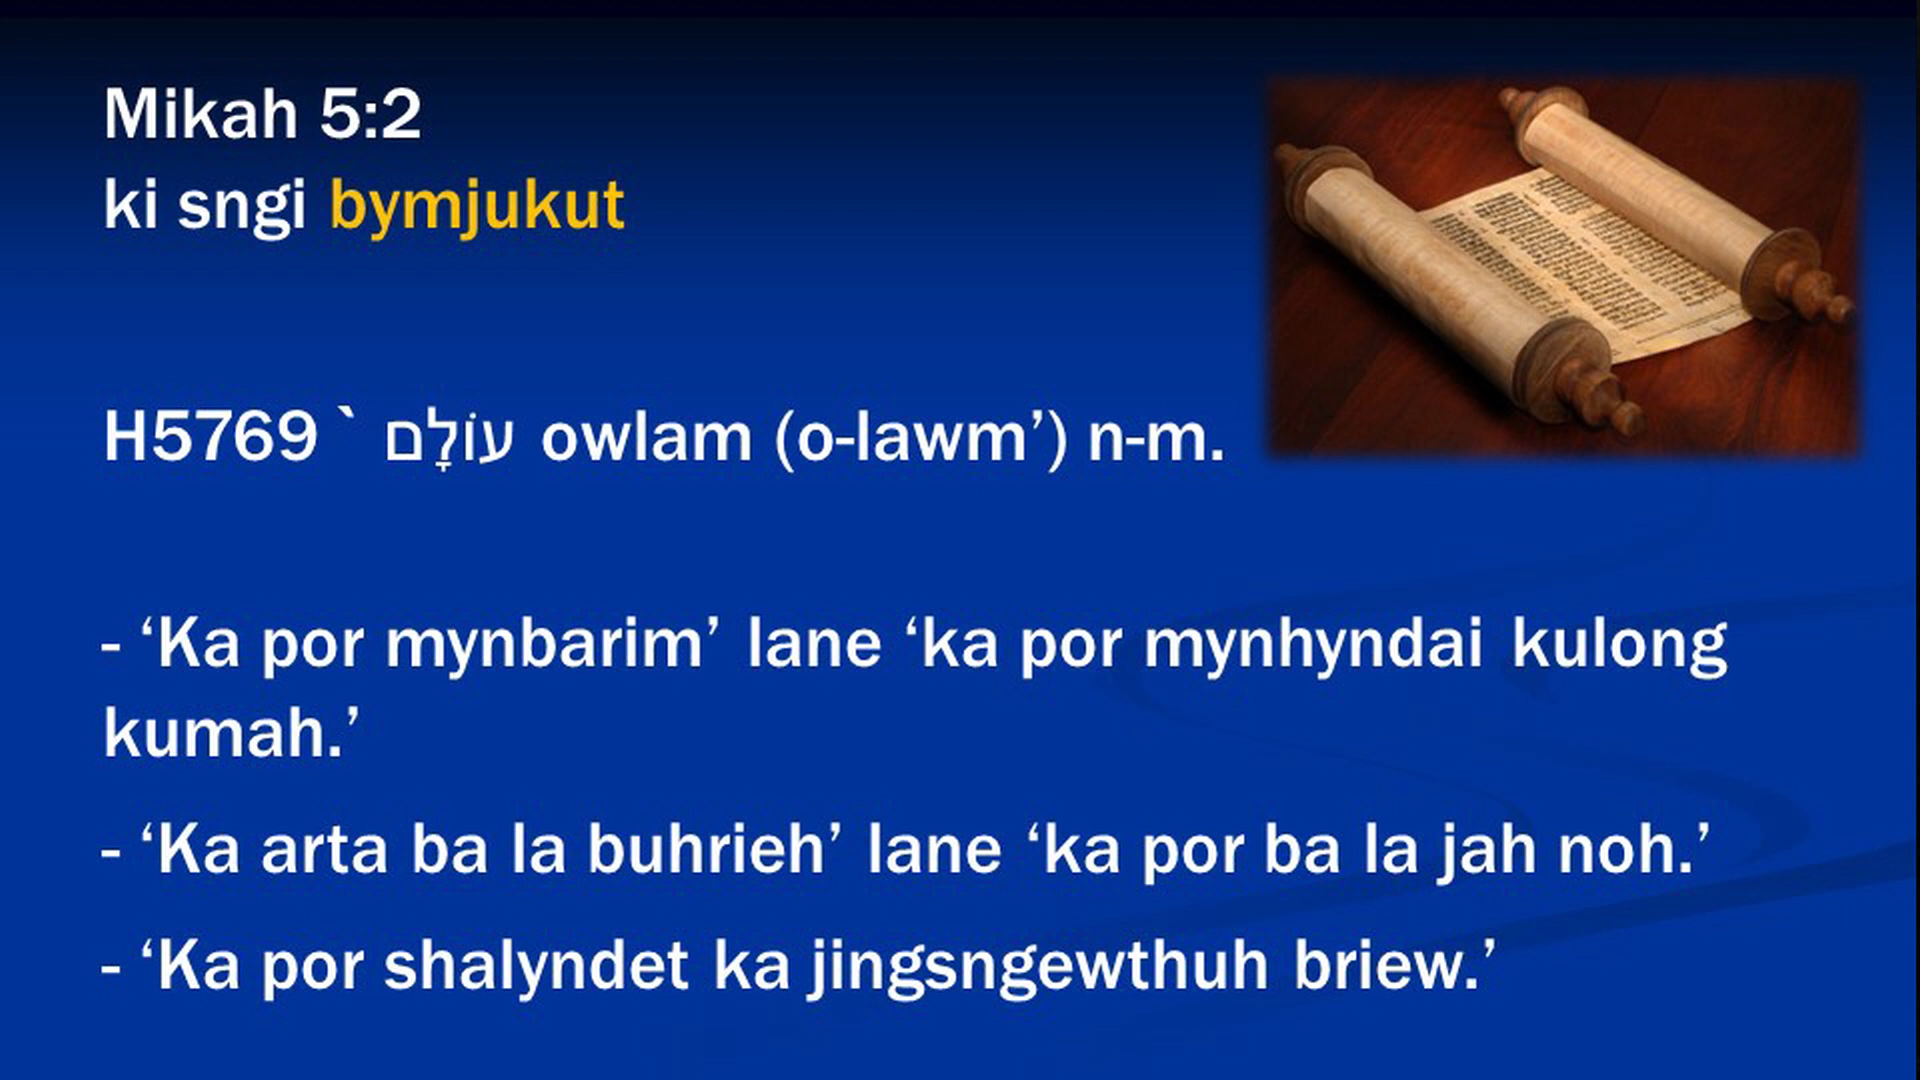 Mikah 5:2
ki sngi bymjukut
H5769 ` עוֹלָם owlam (o-lawm’) n-m.
- ‘Ka por mynbarim’ lane ‘ka por mynhyndai kulong
kumah.’
- ‘Ka arta ba la buhrieh’ lane ‘ka por ba la jah noh.’
- ‘Ka por shalyndet ka jingsngewthuh briew.’